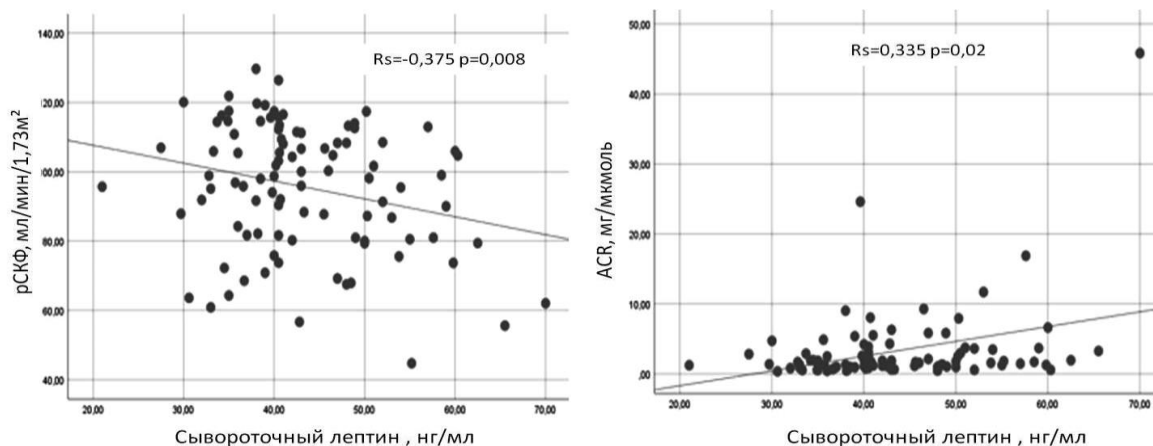 140,00
120,00
100,00
80,00
60,00
40,00
20,00 30,00 40,00 50,00 60,00 70,00
Rs=-0,375 p=0,008
рСКФ, мл/мин/1,73м²
Сывороточный лептин , нг/мл
50,00
40,00
30,00
20,00
10,00
,00
20,00 30,00 40,00 50,00 60,00 70,00
Rs=0,335 p=0,02
ACR, мг/мкмоль
Сывороточный лептин , нг/мл